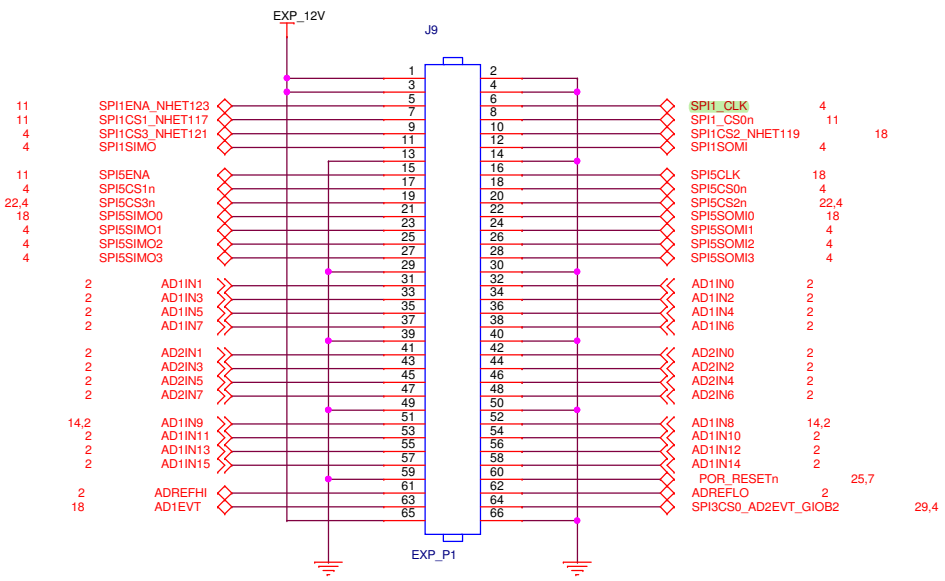 EXP_12V
J9
1 2
3 4
11 SPI1ENA_NHET123 5 6 SPI1_CLK 4
11 SPI1CS1_NHET117 7 8 SPI1_CS0n 11
4 SPI1CS3_NHET121 9 10 SPI1CS2_NHET119 18
4 SPI1SIMO 11 12 SPI1SOMI 4
13 14
11 SPI5ENA 15 16 SPI5CLK 18
4 SPI5CS1n 17 18 SPI5CS0n 4
22,4 SPI5CS3n 19 20 SPI5CS2n 22,4
18 SPI5SIMO0 21 22 SPI5SOMI0 18
4 SPI5SIMO1 23 24 SPI5SOMI1 4
4 SPI5SIMO2 25 26 SPI5SOMI2 4
4 SPI5SIMO3 27 28 SPI5SOMI3 4
29 30
2 AD1IN1 31 32 AD1IN0 2
2 AD1IN3 33 34 AD1IN2 2
2 AD1IN5 35 36 AD1IN4 2
2 AD1IN7 37 38 AD1IN6 2
39 40
2 AD2IN1 41 42 AD2IN0 2
2 AD2IN3 43 44 AD2IN2 2
2 AD2IN5 45 46 AD2IN4 2
2 AD2IN7 47 48 AD2IN6 2
49 50
14,2 AD1IN9 51 52 AD1IN8 14,2
2 AD1IN11 53 54 AD1IN10 2
2 AD1IN13 55 56 AD1IN12 2
2 AD1IN15 57 58 AD1IN14 2
59 60 POR_RESETn 25,7
2 ADREFHI 61 62 ADREFLO 2
18 AD1EVT 63 64 SPI3CS0_AD2EVT_GIOB2 29,4
65 66
EXP_P1